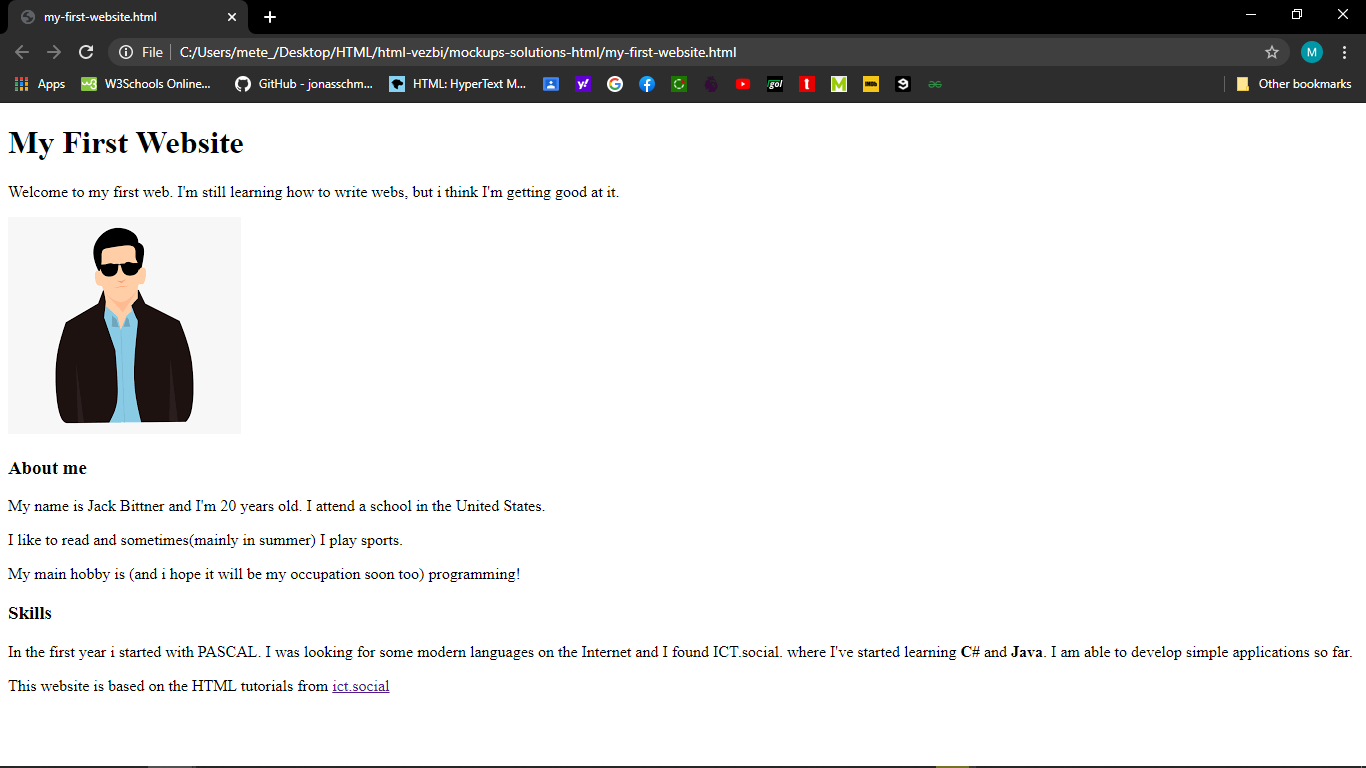 my-first-website.html
File C:/Users/mete_/Desktop/HTML/html-vezbi/mockups-solutions-html/my-first-website.html
M
Apps W3Schools Online... GitHub - jonasschm... HTML: HyperText M... y! G gol t M IMDb 9 Other bookmarks
My First Website
Welcome to my first web. I'm still learning how to write webs, but i think I'm getting good at it.
About me
My name is Jack Bittner and I'm 20 years old. I attend a school in the United States.
I like to read and sometimes(mainly in summer) I play sports.
My main hobby is (and i hope it will be my occupation soon too) programming!
Skills
In the first year i started with PASCAL. I was looking for some modern languages on the Internet and I found ICT.social. where I've started learning C# and Java. I am able to develop simple applications so far.
This website is based on the HTML tutorials from ict.social